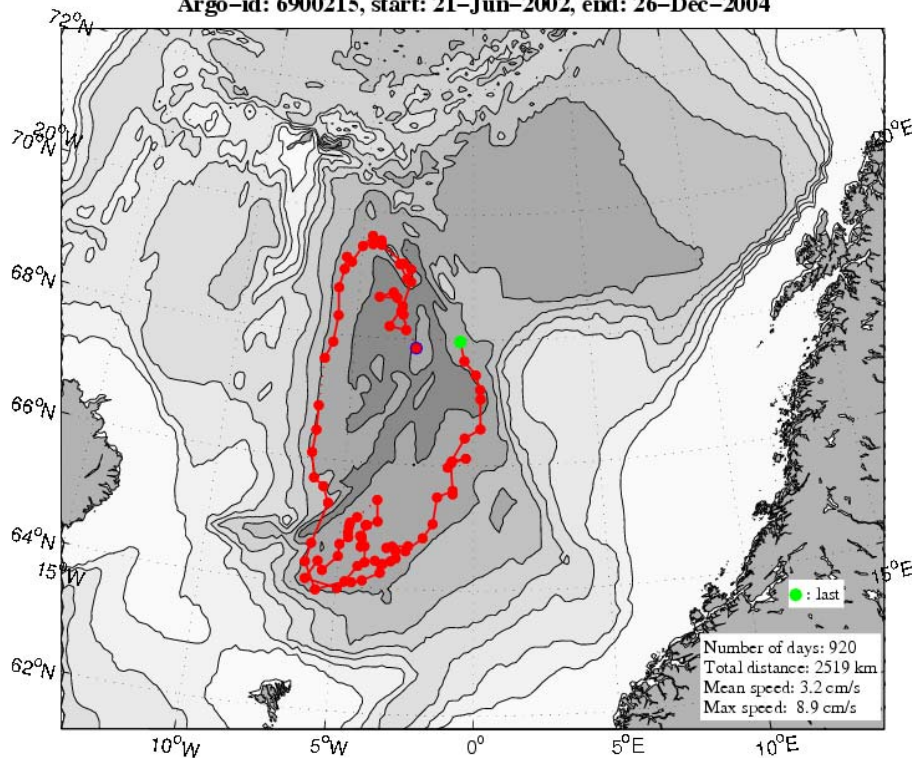 Argo-id: 6900215, start: 21-Jun-2002, end: 26-Dec-2004
72°N
20°W
70°N
20°E
68°N
66°N
64°N
15°W
15°E
: last
62°N
Number of days: 920
Total distance: 2519 km
Mean speed: 3.2 cm/s
Max speed: 8.9 cm/s
10°W
5°W
0°
5°E
10°E